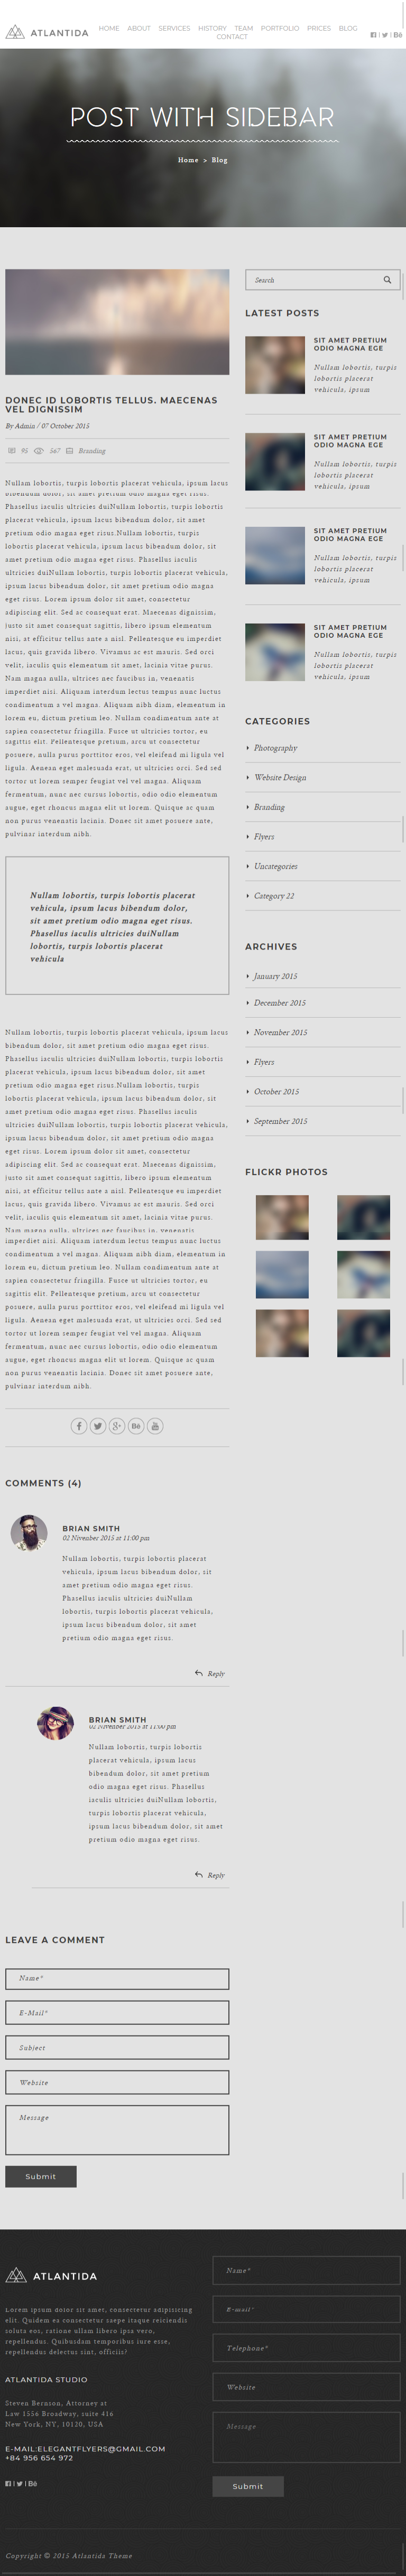 ATLANTIDA
HOME ABOUT SERVICES HISTORY TEAM PORTFOLIO PRICES BLOG
CONTACT
POST WITH SIDEBAR
Home > Blog
DONEC ID LOBORTIS TELLUS. MAECENAS
VEL DIGNISSIM
By Admin / 07 October 2015
95 567 Branding
Nullam lobortis, turpis lobortis placerat vehicula, ipsum lacus
bibendum dolor, sit amet pretium odio magna eget risus.
Phasellus iaculis ultricies duiNullam lobortis, turpis lobortis
placerat vehicula, ipsum lacus bibendum dolor, sit amet
pretium odio magna eget risus.Nullam lobortis, turpis
lobortis placerat vehicula, ipsum lacus bibendum dolor, sit
amet pretium odio magna eget risus. Phasellus iaculis
ultricies duiNullam lobortis, turpis lobortis placerat vehicula,
ipsum lacus bibendum dolor, sit amet pretium odio magna
eget risus. Lorem ipsum dolor sit amet, consectetur
adipiscing elit. Sed ac consequat erat. Maecenas dignissim,
justo sit amet consequat sagittis, libero ipsum elementum
nisi, at efficitur tellus ante a nisl. Pellentesque eu imperdiet
lacus, quis gravida libero. Vivamus ac est mauris. Sed orci
velit, iaculis quis elementum sit amet, lacinia vitae purus.
Nam magna nulla, ultrices nec faucibus in, venenatis
imperdiet nisi. Aliquam interdum lectus tempus nunc luctus
condimentum a vel magna. Aliquam nibh diam, elementum in
lorem eu, dictum pretium leo. Nullam condimentum ante at
sapien consectetur fringilla. Fusce ut ultricies tortor, eu
sagittis elit. Pellentesque pretium, arcu ut consectetur
posuere, nulla purus porttitor eros, vel eleifend mi ligula vel
ligula. Aenean eget malesuada erat, ut ultricies orci. Sed sed
tortor ut lorem semper feugiat vel vel magna. Aliquam
fermentum, nunc nec cursus lobortis, odio odio elementum
augue, eget rhoncus magna elit ut lorem. Quisque ac quam
non purus venenatis lacinia. Donec sit amet posuere ante,
pulvinar interdum nibh.
Nullam lobortis, turpis lobortis placerat
vehicula, ipsum lacus bibendum dolor,
sit amet pretium odio magna eget risus.
Phasellus iaculis ultricies duiNullam
lobortis, turpis lobortis placerat
vehicula
Nullam lobortis, turpis lobortis placerat vehicula, ipsum lacus
bibendum dolor, sit amet pretium odio magna eget risus.
Phasellus iaculis ultricies duiNullam lobortis, turpis lobortis
placerat vehicula, ipsum lacus bibendum dolor, sit amet
pretium odio magna eget risus.Nullam lobortis, turpis
lobortis placerat vehicula, ipsum lacus bibendum dolor, sit
amet pretium odio magna eget risus. Phasellus iaculis
ultricies duiNullam lobortis, turpis lobortis placerat vehicula,
ipsum lacus bibendum dolor, sit amet pretium odio magna
eget risus. Lorem ipsum dolor sit amet, consectetur
adipiscing elit. Sed ac consequat erat. Maecenas dignissim,
justo sit amet consequat sagittis, libero ipsum elementum
nisi, at efficitur tellus ante a nisl. Pellentesque eu imperdiet
lacus, quis gravida libero. Vivamus ac est mauris. Sed orci
velit, iaculis quis elementum sit amet, lacinia vitae purus.
Nam magna nulla, ultrices nec faucibus in, venenatis
imperdiet nisi. Aliquam interdum lectus tempus nunc luctus
condimentum a vel magna. Aliquam nibh diam, elementum in
lorem eu, dictum pretium leo. Nullam condimentum ante at
sapien consectetur fringilla. Fusce ut ultricies tortor, eu
sagittis elit. Pellentesque pretium, arcu ut consectetur
posuere, nulla purus porttitor eros, vel eleifend mi ligula vel
ligula. Aenean eget malesuada erat, ut ultricies orci. Sed sed
tortor ut lorem semper feugiat vel vel magna. Aliquam
fermentum, nunc nec cursus lobortis, odio odio elementum
augue, eget rhoncus magna elit ut lorem. Quisque ac quam
non purus venenatis lacinia. Donec sit amet posuere ante,
pulvinar interdum nibh.
COMMENTS (4)
BRIAN SMITH
02 November 2015 at 11:00 pm
Nullam lobortis, turpis lobortis placerat
vehicula, ipsum lacus bibendum dolor, sit
amet pretium odio magna eget risus.
Phasellus iaculis ultricies duiNullam
lobortis, turpis lobortis placerat vehicula,
ipsum lacus bibendum dolor, sit amet
pretium odio magna eget risus.
Reply
BRIAN SMITH
02 November 2015 at 11:00 pm
Nullam lobortis, turpis lobortis
placerat vehicula, ipsum lacus
bibendum dolor, sit amet pretium
odio magna eget risus. Phasellus
iaculis ultricies duiNullam lobortis,
turpis lobortis placerat vehicula,
ipsum lacus bibendum dolor, sit amet
pretium odio magna eget risus.
Reply
LEAVE A COMMENT
Name*
E-Mail*
Subject
Website
Message
Submit
Search
LATEST POSTS
SIT AMET PRETIUM
ODIO MAGNA EGE
Nullam lobortis, turpis
lobortis placerat
vehicula, ipsum
SIT AMET PRETIUM
ODIO MAGNA EGE
Nullam lobortis, turpis
lobortis placerat
vehicula, ipsum
SIT AMET PRETIUM
ODIO MAGNA EGE
Nullam lobortis, turpis
lobortis placerat
vehicula, ipsum
SIT AMET PRETIUM
ODIO MAGNA EGE
Nullam lobortis, turpis
lobortis placerat
vehicula, ipsum
CATEGORIES
Photography
Website Design
Branding
Flyers
Uncategories
Category 22
ARCHIVES
January 2015
December 2015
November 2015
Flyers
October 2015
September 2015
FLICKR PHOTOS
ATLANTIDA
Lorem ipsum dolor sit amet, consectetur adipisicing
elit. Quidem ea consectetur saepe itaque reiciendis
soluta eos, ratione ullam libero ipsa vero,
repellendus. Quibusdam temporibus iure esse,
repellendus delectus sint, officiis?
ATLANTIDA STUDIO
Steven Bernson, Attorney at
Law 1556 Broadway, suite 416
New York, NY, 10120, USA
E-MAIL:ELEGANTFLYERS@GMAIL.COM
+84 956 654 972
Name*
E-mail*
Telephone*
Website
Message
Submit
Copyright © 2015 Atlantida Theme